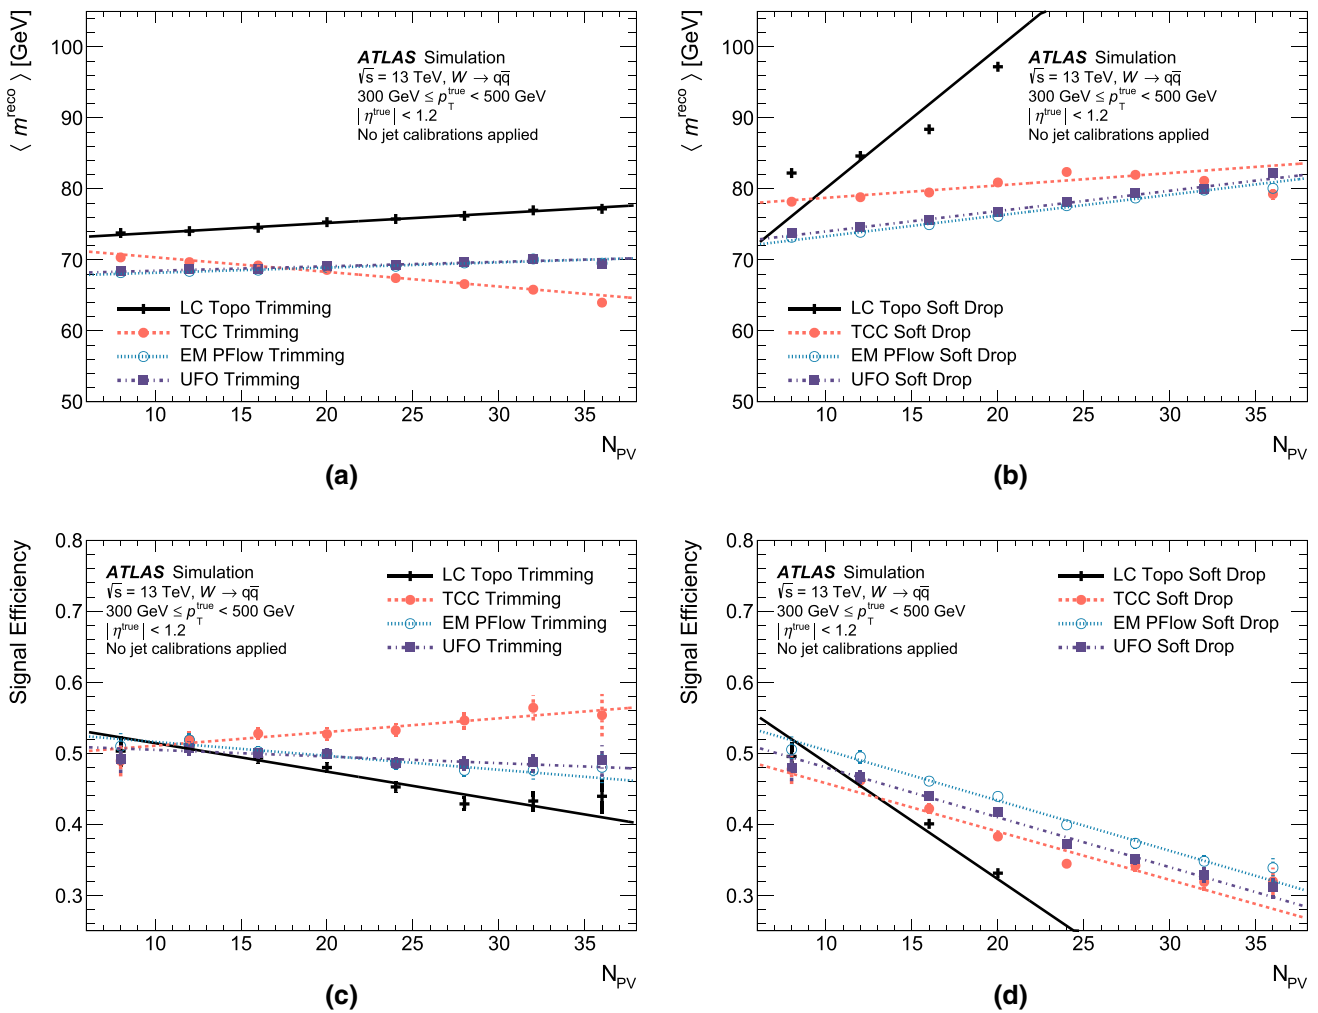 ⟨ m^reco ⟩ [GeV]
100
90
80
70
60
50
ATLAS Simulation
√s = 13 TeV, W → qq̅
300 GeV ≤ p_T^true < 500 GeV
| η^true | < 1.2
No jet calibrations applied
LC Topo Trimming
TCC Trimming
EM PFlow Trimming
UFO Trimming
10 15 20 25 30 35
N_PV
(a)
⟨ m^reco ⟩ [GeV]
100
90
80
70
60
50
ATLAS Simulation
√s = 13 TeV, W → qq̅
300 GeV ≤ p_T^true < 500 GeV
| η^true | < 1.2
No jet calibrations applied
LC Topo Soft Drop
TCC Soft Drop
EM PFlow Soft Drop
UFO Soft Drop
10 15 20 25 30 35
N_PV
(b)
Signal Efficiency
0.8
0.7
0.6
0.5
0.4
0.3
ATLAS Simulation
√s = 13 TeV, W → qq̅
300 GeV ≤ p_T^true < 500 GeV
| η^true | < 1.2
No jet calibrations applied
LC Topo Trimming
TCC Trimming
EM PFlow Trimming
UFO Trimming
10 15 20 25 30 35
N_PV
(c)
Signal Efficiency
0.8
0.7
0.6
0.5
0.4
0.3
ATLAS Simulation
√s = 13 TeV, W → qq̅
300 GeV ≤ p_T^true < 500 GeV
| η^true | < 1.2
No jet calibrations applied
LC Topo Soft Drop
TCC Soft Drop
EM PFlow Soft Drop
UFO Soft Drop
10 15 20 25 30 35
N_PV
(d)